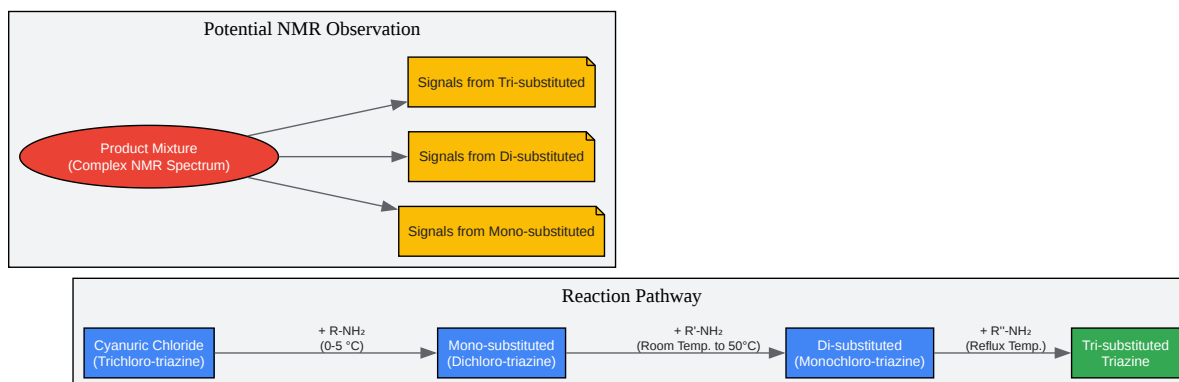 Potential NMR Observation
Signals from Tri-substituted
Product Mixture
(Complex NMR Spectrum)
Signals from Di-substituted
Signals from Mono-substituted
Reaction Pathway
Cyanuric Chloride
(Trichloro-triazine)
+ R-NH₂
(0-5 °C)
Mono-substituted
(Dichloro-triazine)
+ R'-NH₂
(Room Temp. to 50°C)
Di-substituted
(Monochloro-triazine)
+ R''-NH₂
(Reflux Temp.)
Tri-substituted
Triazine